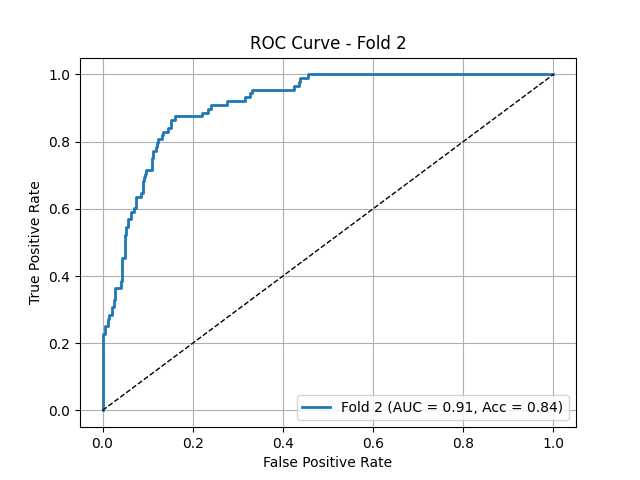 ROC Curve - Fold 2
True Positive Rate
1.0
0.8
0.6
0.4
0.2
0.0
Fold 2 (AUC = 0.91, Acc = 0.84)
0.0 0.2 0.4 0.6 0.8 1.0
False Positive Rate